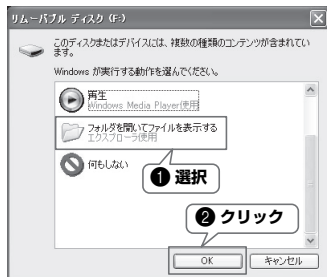 リムーバブル ディスク (F:)
このディスクまたはデバイスには、複数の種類のコンテンツが含まれてい
ます。
Windows が実行する動作を選んでください。
再生
Windows Media Player使用
フォルダを開いてファイルを表示する
エクスプローラ使用
何もしない
❶ 選択
❷ クリック
OK
キャンセル